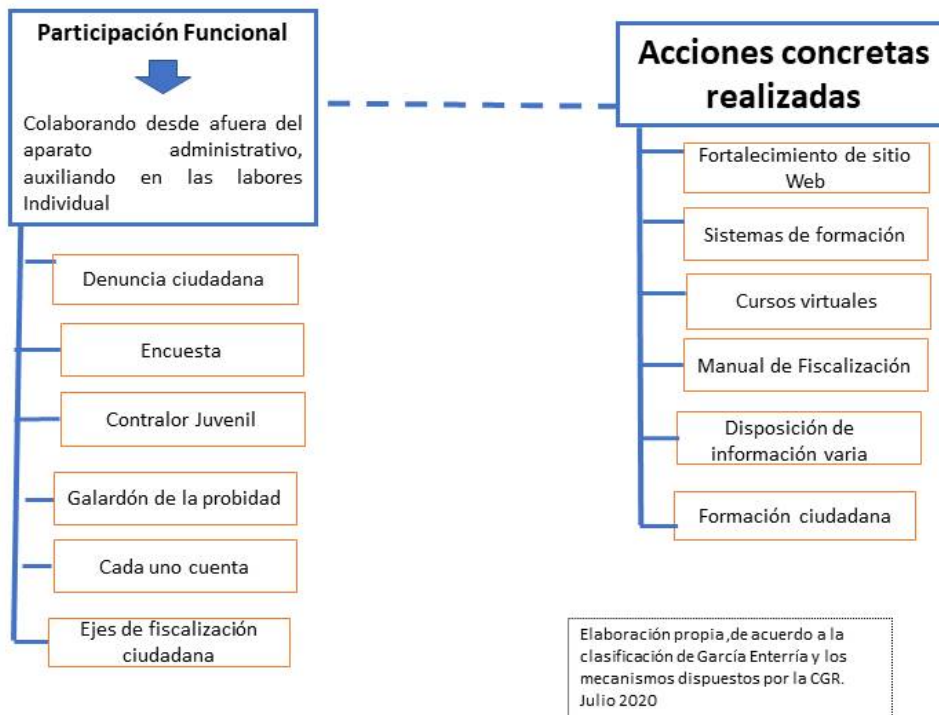 Participación Funcional
Colaborando desde afuera del
aparato administrativo,
auxiliando en las labores
Individual
Denuncia ciudadana
Encuesta
Contralor Juvenil
Galardón de la probidad
Cada uno cuenta
Ejes de fiscalización
ciudadana
Acciones concretas
realizadas
Fortalecimiento de sitio
Web
Sistemas de formación
Cursos virtuales
Manual de Fiscalización
Disposición de
información varia
Formación ciudadana
Elaboración propia,de acuerdo a la
clasificación de García Enterría y los
mecanismos dispuestos por la CGR.
Julio 2020